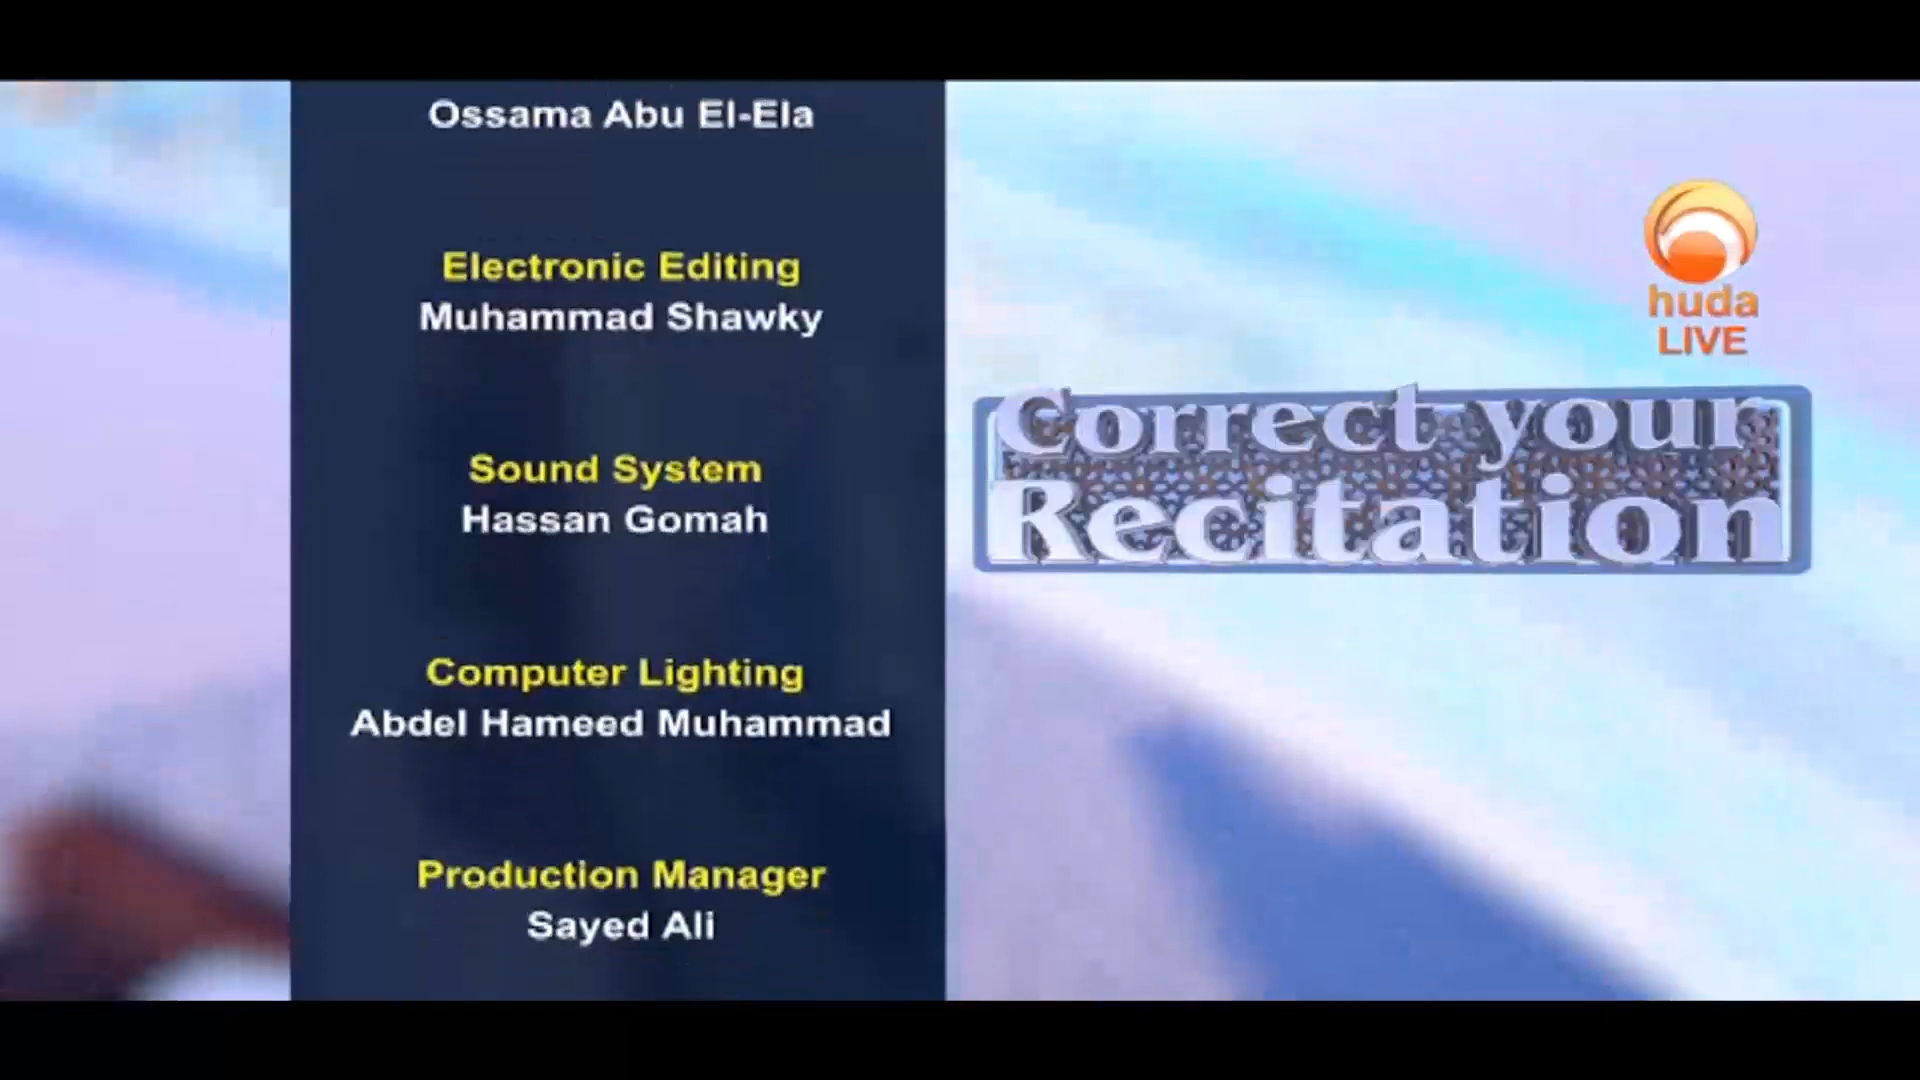 Ossama Abu El-Ela
Electronic Editing
Muhammad Shawky
Sound System
Hassan Gomah
Computer Lighting
Abdel Hameed Muhammad
Production Manager
Sayed Ali
huda
LIVE
Correct your
Recitation